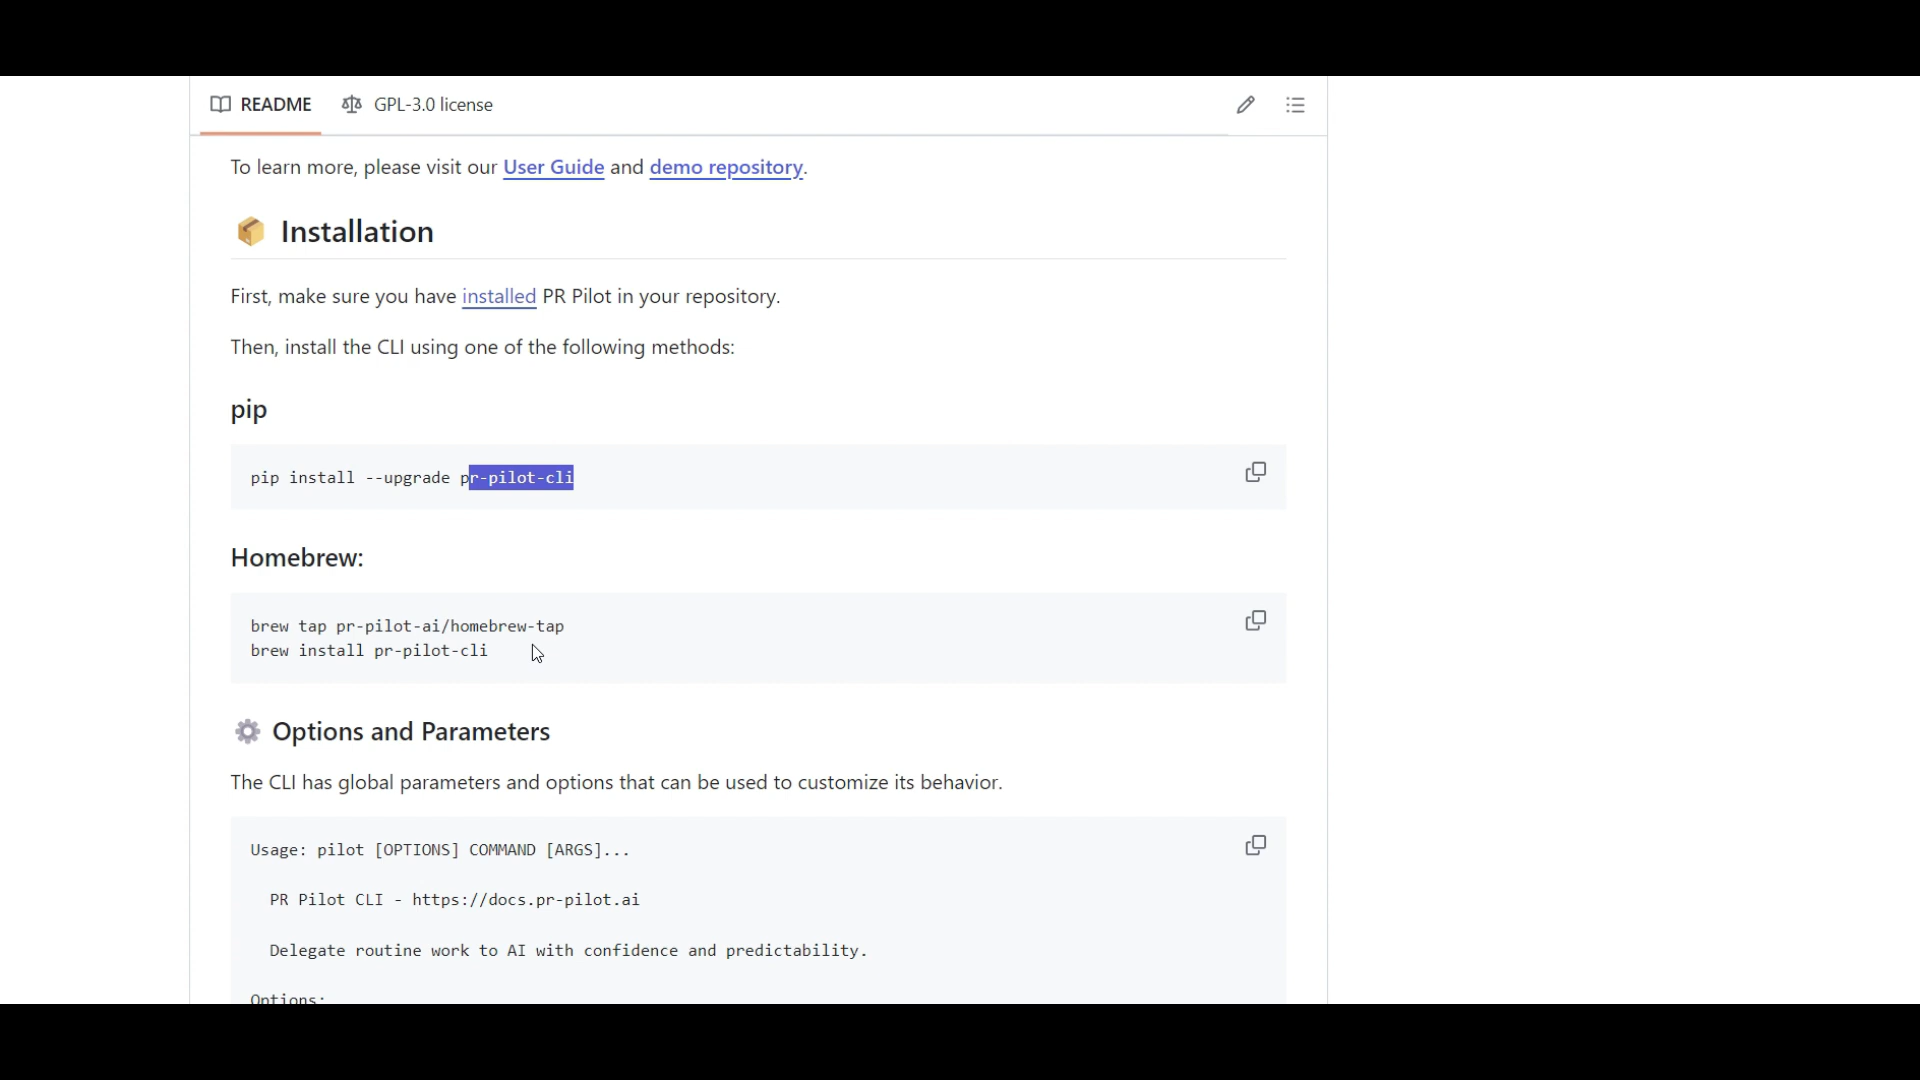 README GPL-3.0 license
To learn more, please visit our User Guide and demo repository.
Installation
First, make sure you have installed PR Pilot in your repository.
Then, install the CLI using one of the following methods:
pip
pip install --upgrade pr-pilot-cli
Homebrew:
brew tap pr-pilot-ai/homebrew-tap
brew install pr-pilot-cli
Options and Parameters
The CLI has global parameters and options that can be used to customize its behavior.
Usage: pilot [OPTIONS] COMMAND [ARGS]...
PR Pilot CLI - https://docs.pr-pilot.ai
Delegate routine work to AI with confidence and predictability.
Options: